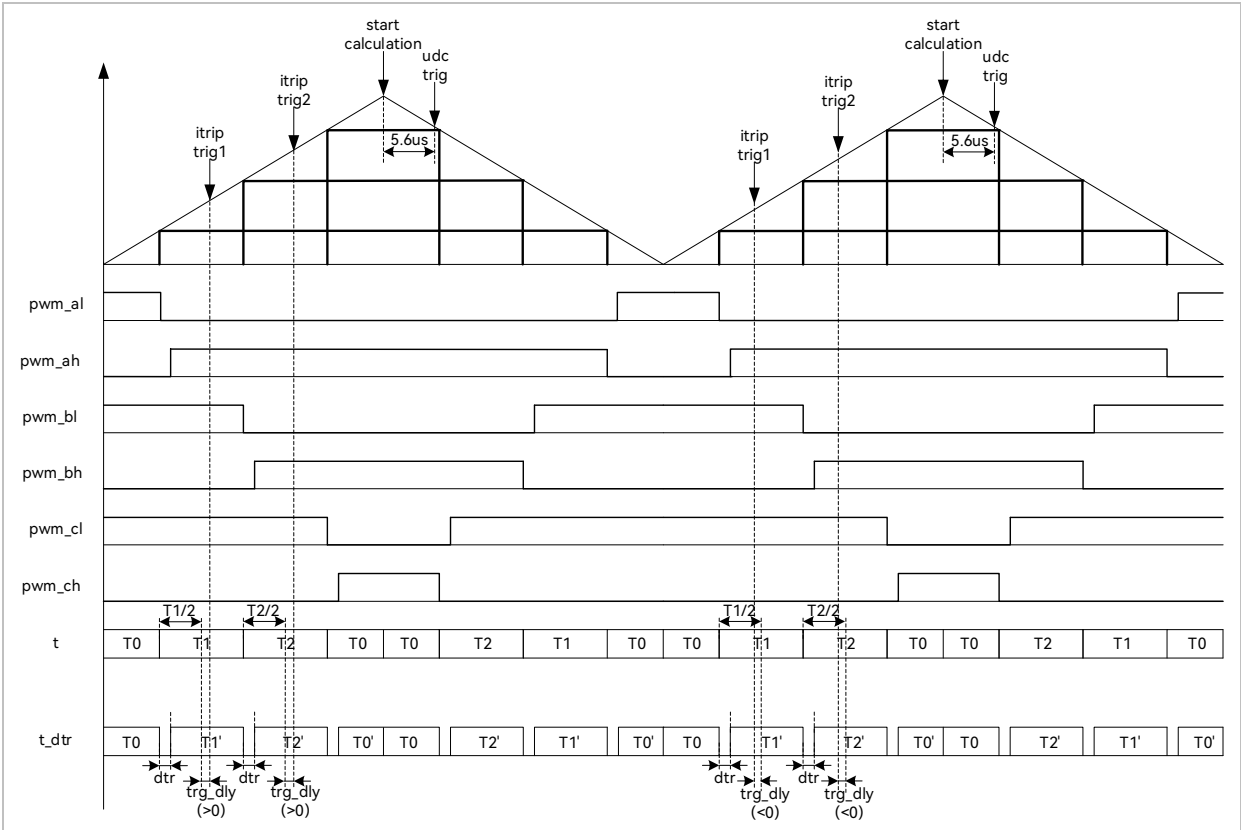 start
calculation
udc
trig
itrip
trig2
itrip
trig1
5.6us
start
calculation
udc
trig
itrip
trig2
itrip
trig1
5.6us
pwm_al
pwm_ah
pwm_bl
pwm_bh
pwm_cl
pwm_ch
T1/2 T2/2 T1/2 T2/2
t T0 T1 T2 T0 T0 T2 T1 T0 T0 T1 T2 T0 T0 T2 T1 T0
t_dtr T0 T1' T2' T0' T0 T2' T1' T0' T0 T1' T2' T0' T0 T2' T1' T0'
dtr dtr dtr dtr
trg_dly trg_dly trg_dly trg_dly
(>0) (>0) (<0) (<0)